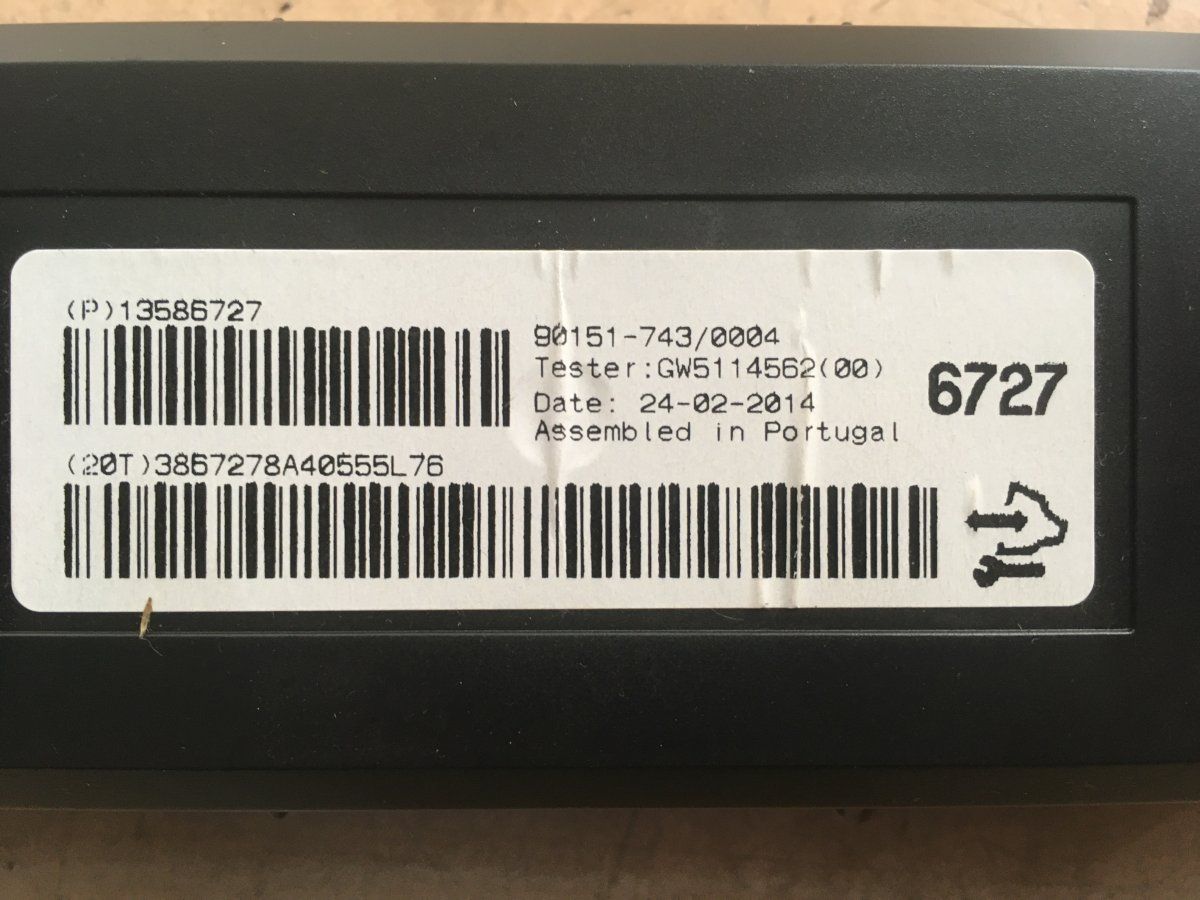 (P)13586727
90151-743/0004
Tester:GW5114562(00)
Date: 24-02-2014
Assembled in Portugal
6727
(20T)3867278A40555L76